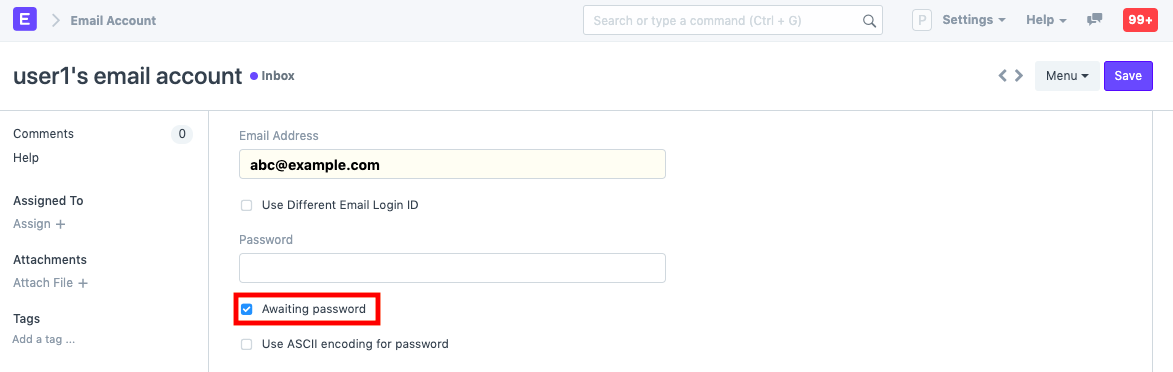 E Email Account Search or type a command (Ctrl + G) P Settings Help 99+
user1's email account Inbox Menu Save
Comments 0
Help
Assigned To
Assign +
Attachments
Attach File +
Tags
Add a tag ...
Email Address
abc@example.com
Use Different Email Login ID
Password
Awaiting password
Use ASCII encoding for password